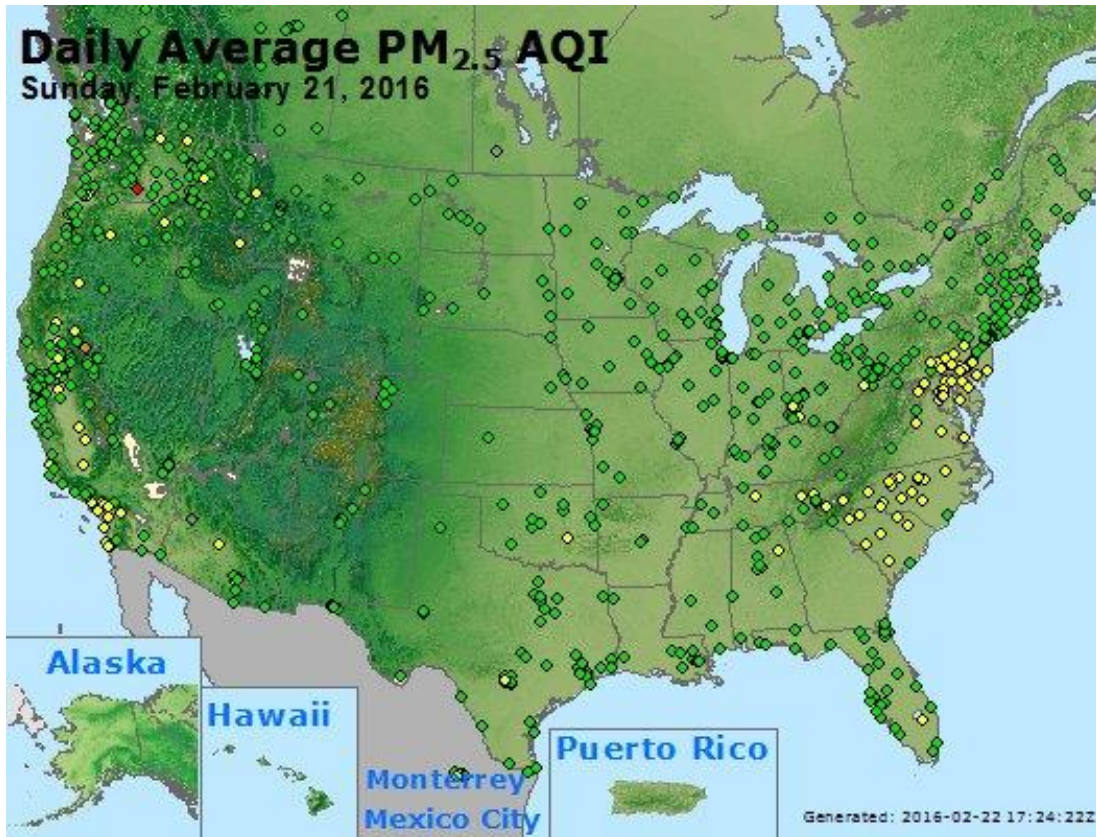 Daily Average PM2.5 AQI
Sunday, February 21, 2016
Alaska
Hawaii
Monterrey
Mexico City
Puerto Rico
Generated: 2016-02-22 17:24:22Z